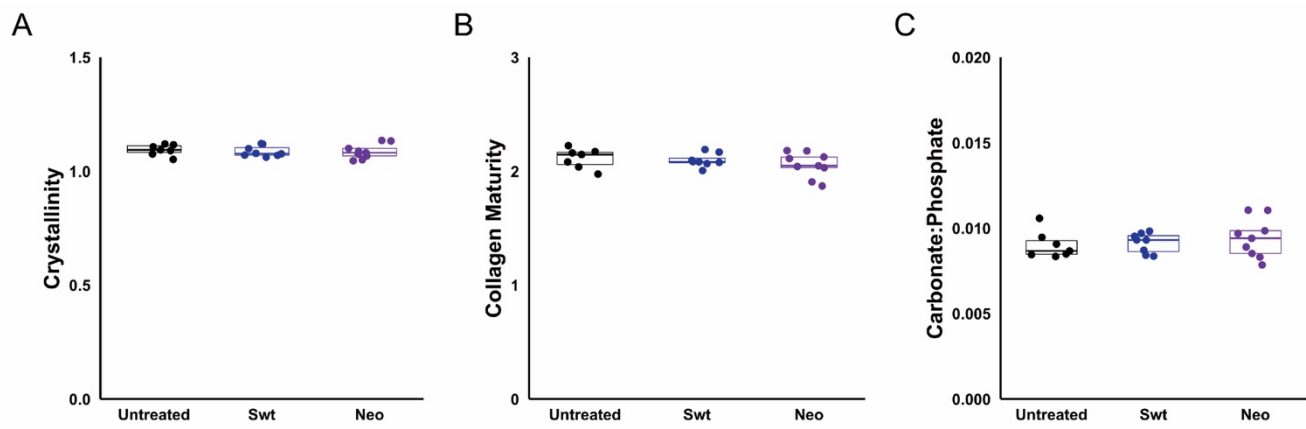 A
Crystallinity
1.5
1.0
0.5
0.0
Untreated Swt Neo
B
Collagen Maturity
3
2
1
0
Untreated Swt Neo
C
Carbonate:Phosphate
0.020
0.015
0.010
0.005
0.000
Untreated Swt Neo